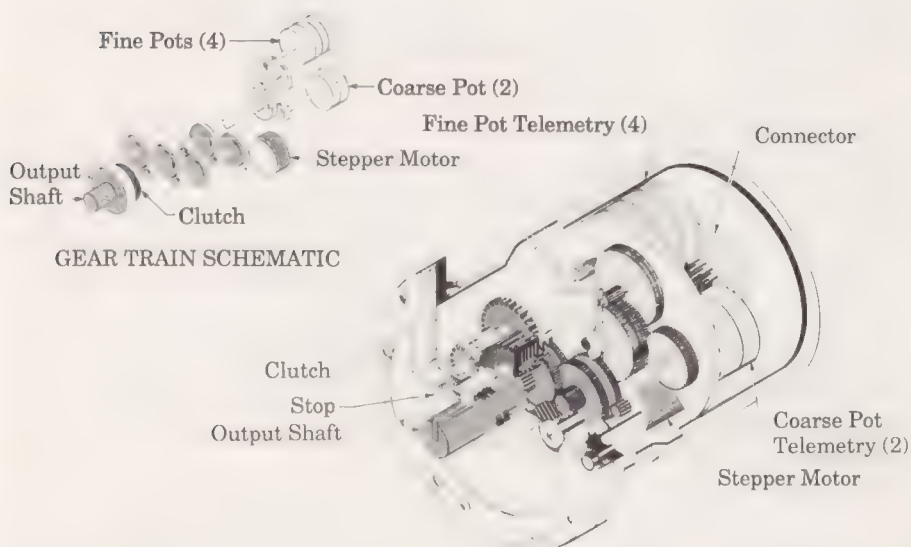 Fine Pots (4)
Coarse Pot (2)
Fine Pot Telemetry (4)
Connector
Stepper Motor
Output
Shaft
Clutch
GEAR TRAIN SCHEMATIC
Clutch
Stop
Output Shaft
Coarse Pot
Telemetry (2)
Stepper Motor